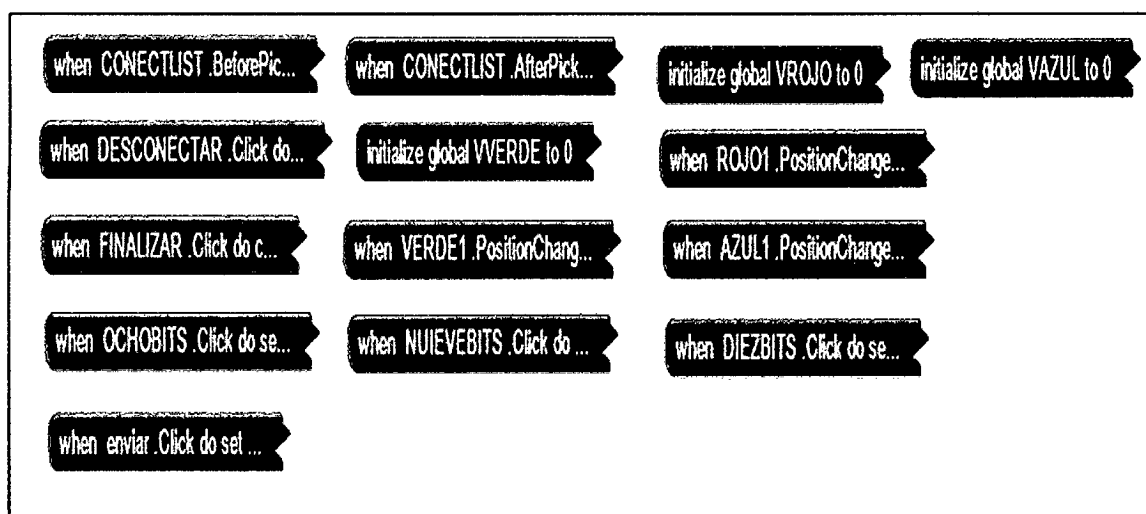 when CONECTLIST .BeforePic...
when CONECTLIST .AfterPick...
initialize global VROJO to 0
initialize global VAZUL to 0
when DESCONECTAR .Click do...
initialize global VVERDE to 0
when ROJO1 .PositionChange...
when FINALIZAR .Click do c...
when VERDE1 .PositionChang...
when AZUL1 .PositionChange...
when OCHOBITS .Click do se...
when NUIEVEBITS .Click do ...
when DIEZBITS .Click do se...
when enviar .Click do set ...